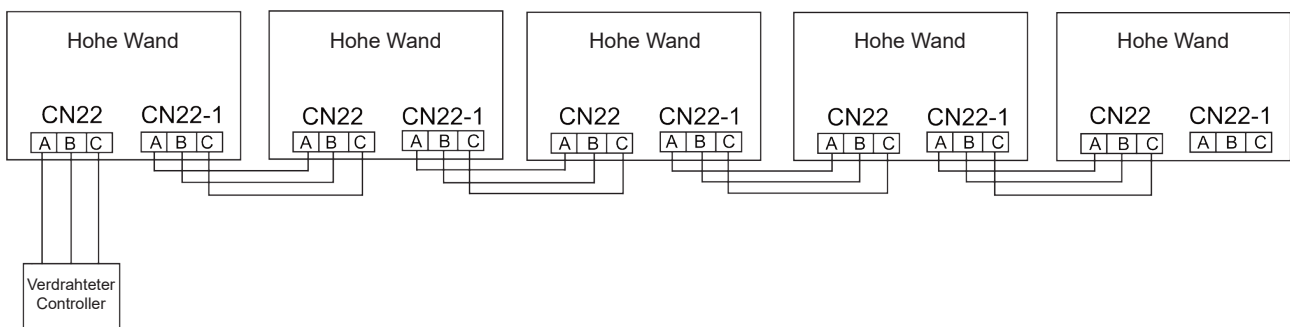 Hohe Wand
CN22 CN22-1
A B C A B C
Hohe Wand
CN22 CN22-1
A B C A B C
Hohe Wand
CN22 CN22-1
A B C A B C
Hohe Wand
CN22 CN22-1
A B C A B C
Hohe Wand
CN22 CN22-1
A B C A B C
Verdrahteter
Controller